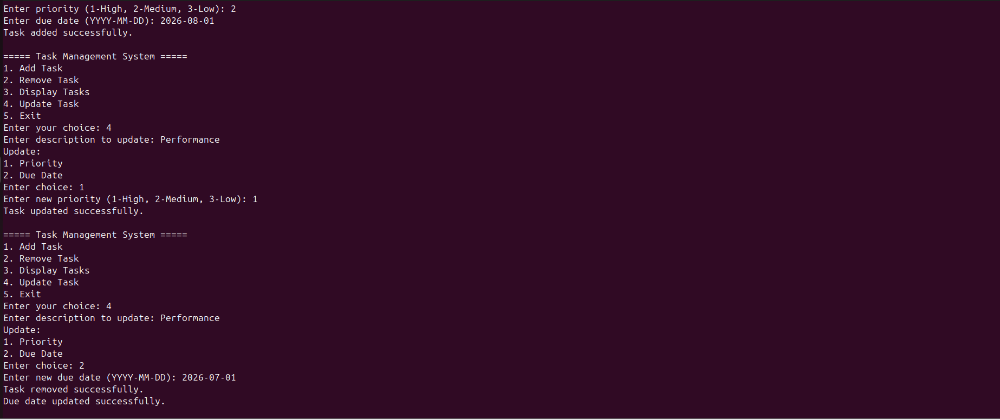 Enter priority (1-High, 2-Medium, 3-Low): 2
Enter due date (YYYY-MM-DD): 2026-08-01
Task added successfully.

===== Task Management System =====
1. Add Task
2. Remove Task
3. Display Tasks
4. Update Task
5. Exit
Enter your choice: 4
Enter description to update: Performance
Update:
1. Priority
2. Due Date
Enter choice: 1
Enter new priority (1-High, 2-Medium, 3-Low): 1
Task updated successfully.

===== Task Management System =====
1. Add Task
2. Remove Task
3. Display Tasks
4. Update Task
5. Exit
Enter your choice: 4
Enter description to update: Performance
Update:
1. Priority
2. Due Date
Enter choice: 2
Enter new due date (YYYY-MM-DD): 2026-07-01
Task removed successfully.
Due date updated successfully.